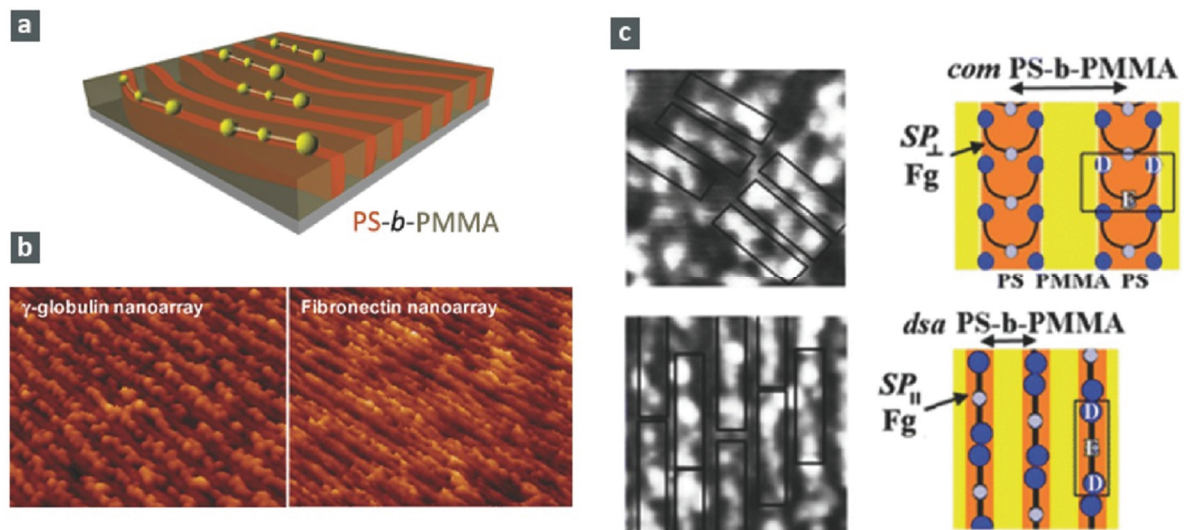 a
PS-b-PMMA
b
γ-globulin nanoarray
Fibronectin nanoarray
c
com PS-b-PMMA
SP⊥
Fg
D D
E
PS PMMA PS
dsa PS-b-PMMA
SP||
Fg
D
E
D